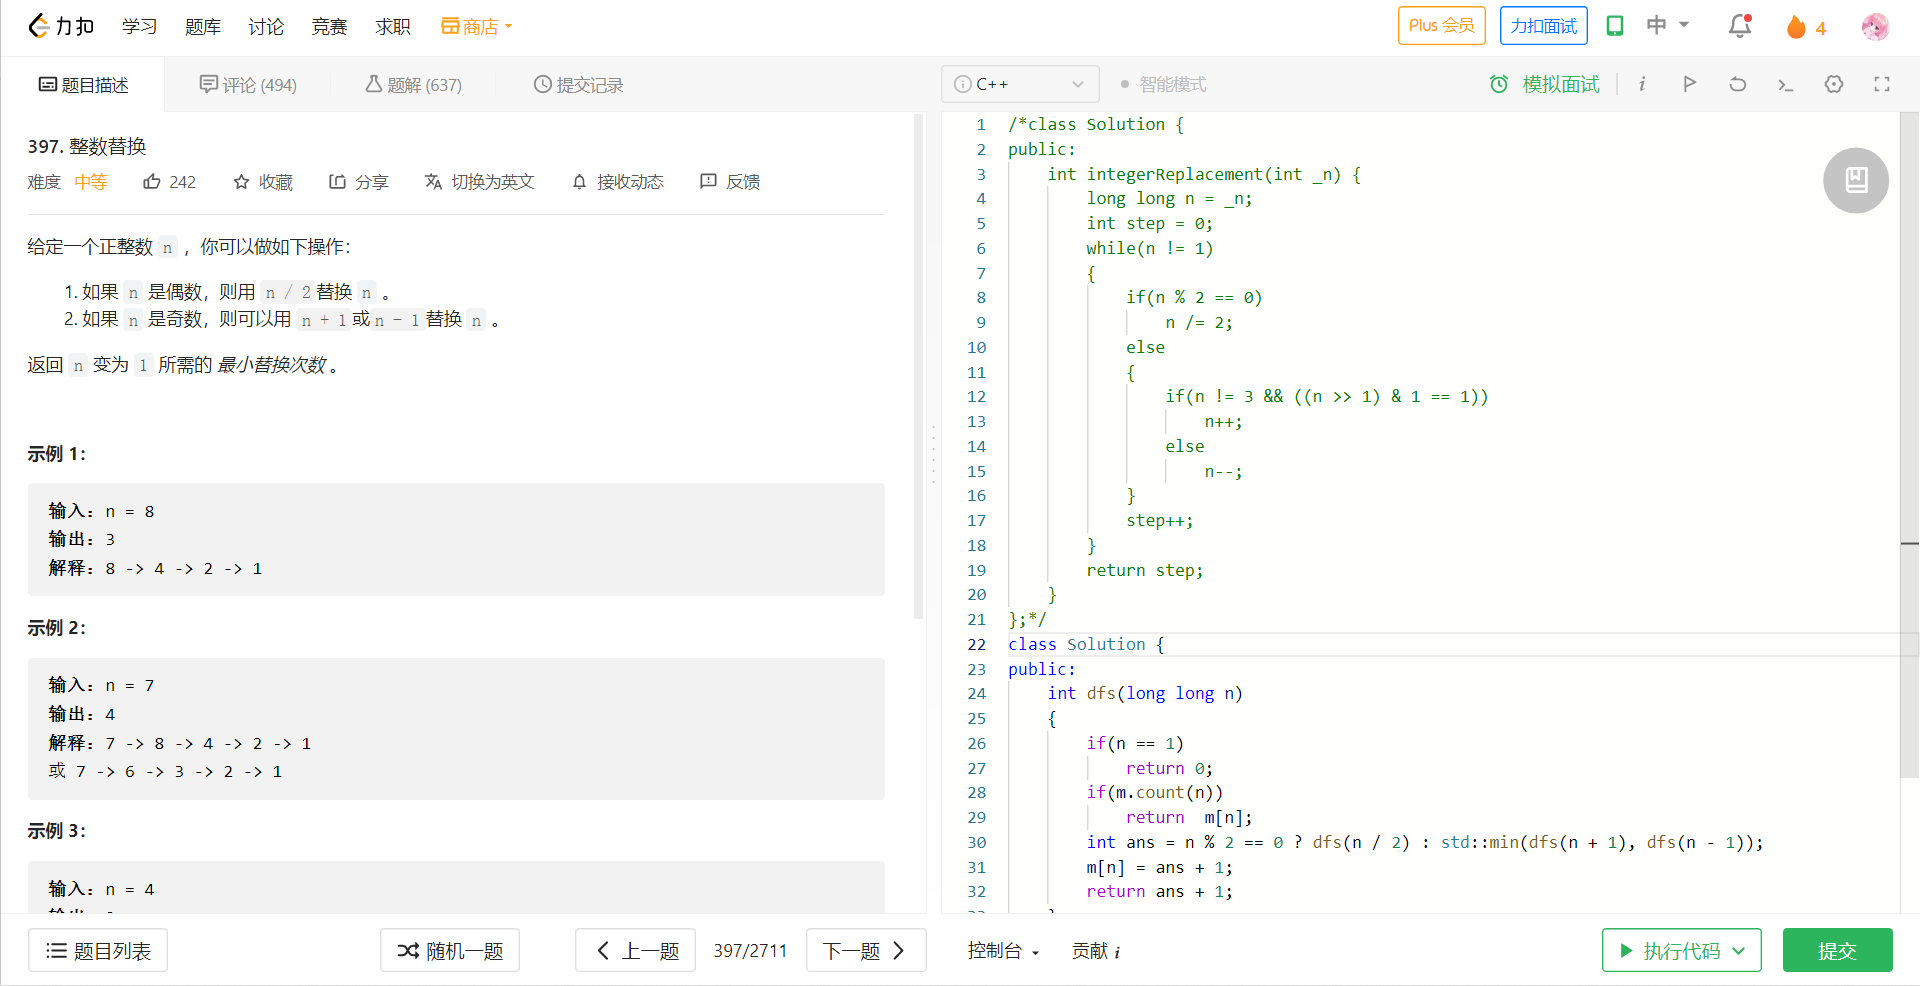 力扣 学习 题库 讨论 竞赛 求职 商店 Plus 会员 力扣面试 中 4
题目描述 评论 (494) 题解 (637) 提交记录
C++ 智能模式 模拟面试 i
397. 整数替换
难度 中等 242 收藏 分享 切换为英文 接收动态 反馈
给定一个正整数 n ，你可以做如下操作：
1. 如果 n 是偶数，则用 n / 2 替换 n 。
2. 如果 n 是奇数，则可以用 n + 1 或 n - 1 替换 n 。
返回 n 变为 1 所需的 最小替换次数 。
示例 1：
输入：n = 8
输出：3
解释：8 -> 4 -> 2 -> 1
示例 2：
输入：n = 7
输出：4
解释：7 -> 8 -> 4 -> 2 -> 1
或 7 -> 6 -> 3 -> 2 -> 1
示例 3：
输入：n = 4
1 /*class Solution {
2 public:
3     int integerReplacement(int _n) {
4         long long n = _n;
5         int step = 0;
6         while(n != 1)
7         {
8             if(n % 2 == 0)
9                 n /= 2;
10             else
11             {
12                 if(n != 3 && ((n >> 1) & 1 == 1))
13                     n++;
14                 else
15                     n--;
16             }
17             step++;
18         }
19         return step;
20     }
21 };*/
22 class Solution {
23 public:
24     int dfs(long long n)
25     {
26         if(n == 1)
27             return 0;
28         if(m.count(n))
29             return  m[n];
30         int ans = n % 2 == 0 ? dfs(n / 2) : std::min(dfs(n + 1), dfs(n - 1));
31         m[n] = ans + 1;
32         return ans + 1;
题目列表 随机一题 上一题 397/2711 下一题 控制台 贡献 i 执行代码 提交